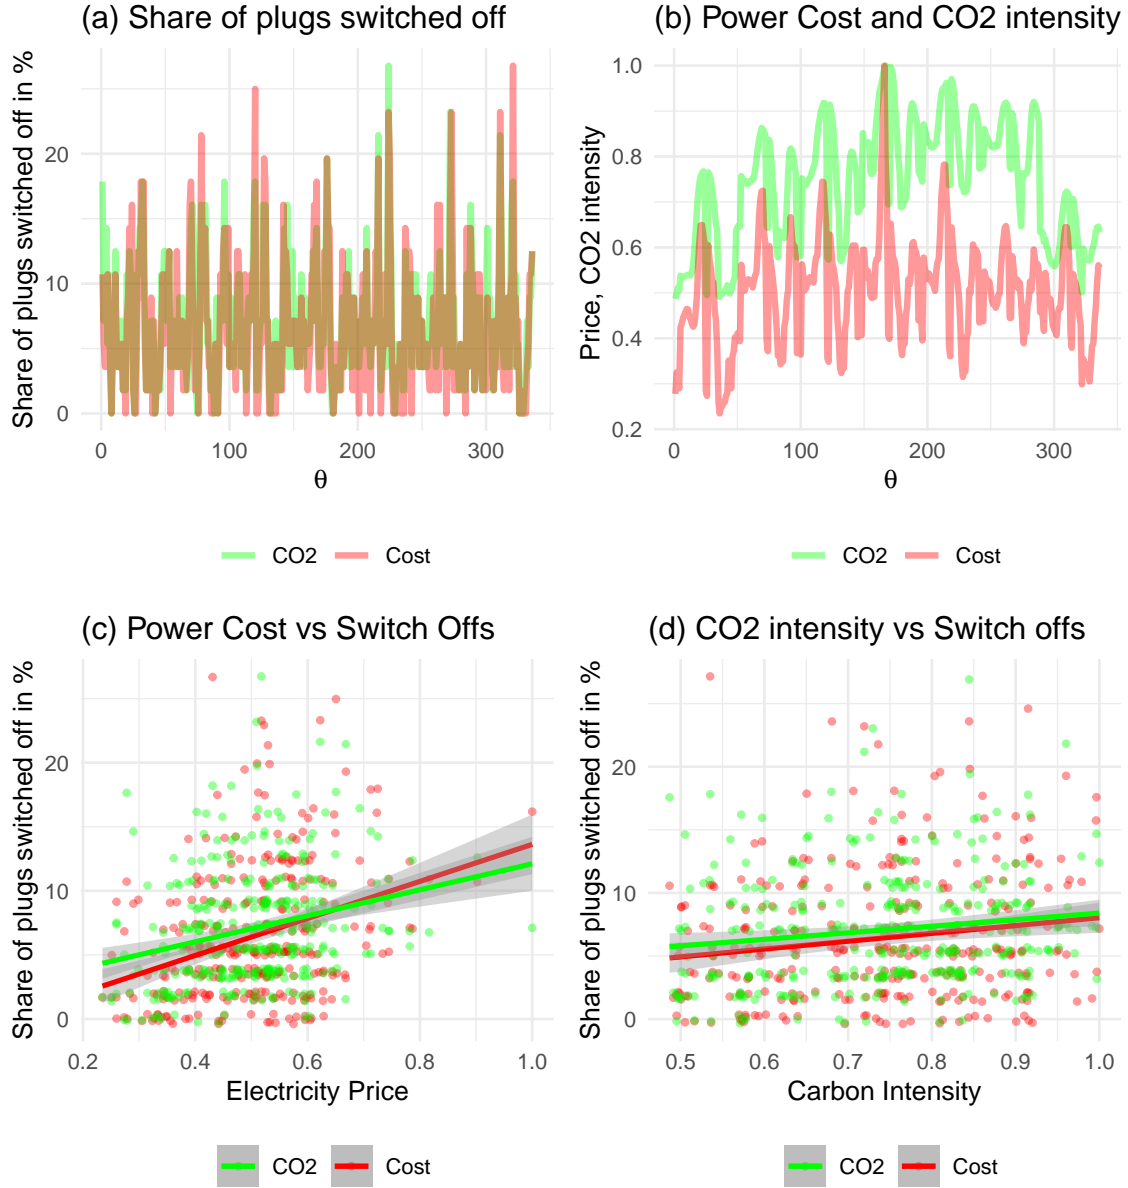 (a) Share of plugs switched off
Share of plugs switched off in %
20
10
0
0 100 200 300
θ
CO2 Cost
(b) Power Cost and CO2 intensity
Price, CO2 intensity
1.0
0.8
0.6
0.4
0.2
0 100 200 300
θ
CO2 Cost
(c) Power Cost vs Switch Offs
Share of plugs switched off in %
20
10
0
0.2 0.4 0.6 0.8 1.0
Electricity Price
CO2 Cost
(d) CO2 intensity vs Switch offs
Share of plugs switched off in %
20
10
0
0.5 0.6 0.7 0.8 0.9 1.0
Carbon Intensity
CO2 Cost